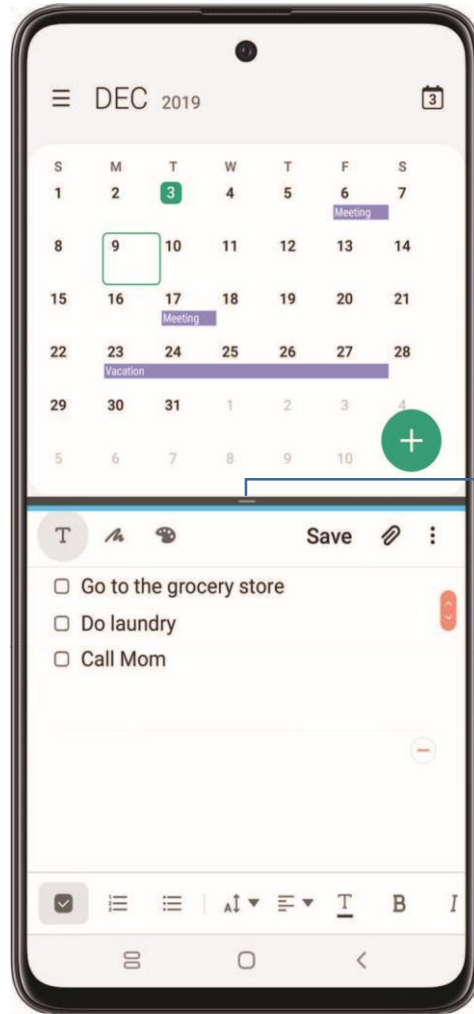 DEC 2019
3
S M T W T F S
1 2 3 4 5 6 7
Meeting
8 9 10 11 12 13 14
15 16 17 18 19 20 21
Meeting
22 23 24 25 26 27 28
Vacation
29 30 31 1 2 3 4
5 6 7 8 9 10
T Save
Go to the grocery store
Do laundry
Call Mom
A T B I